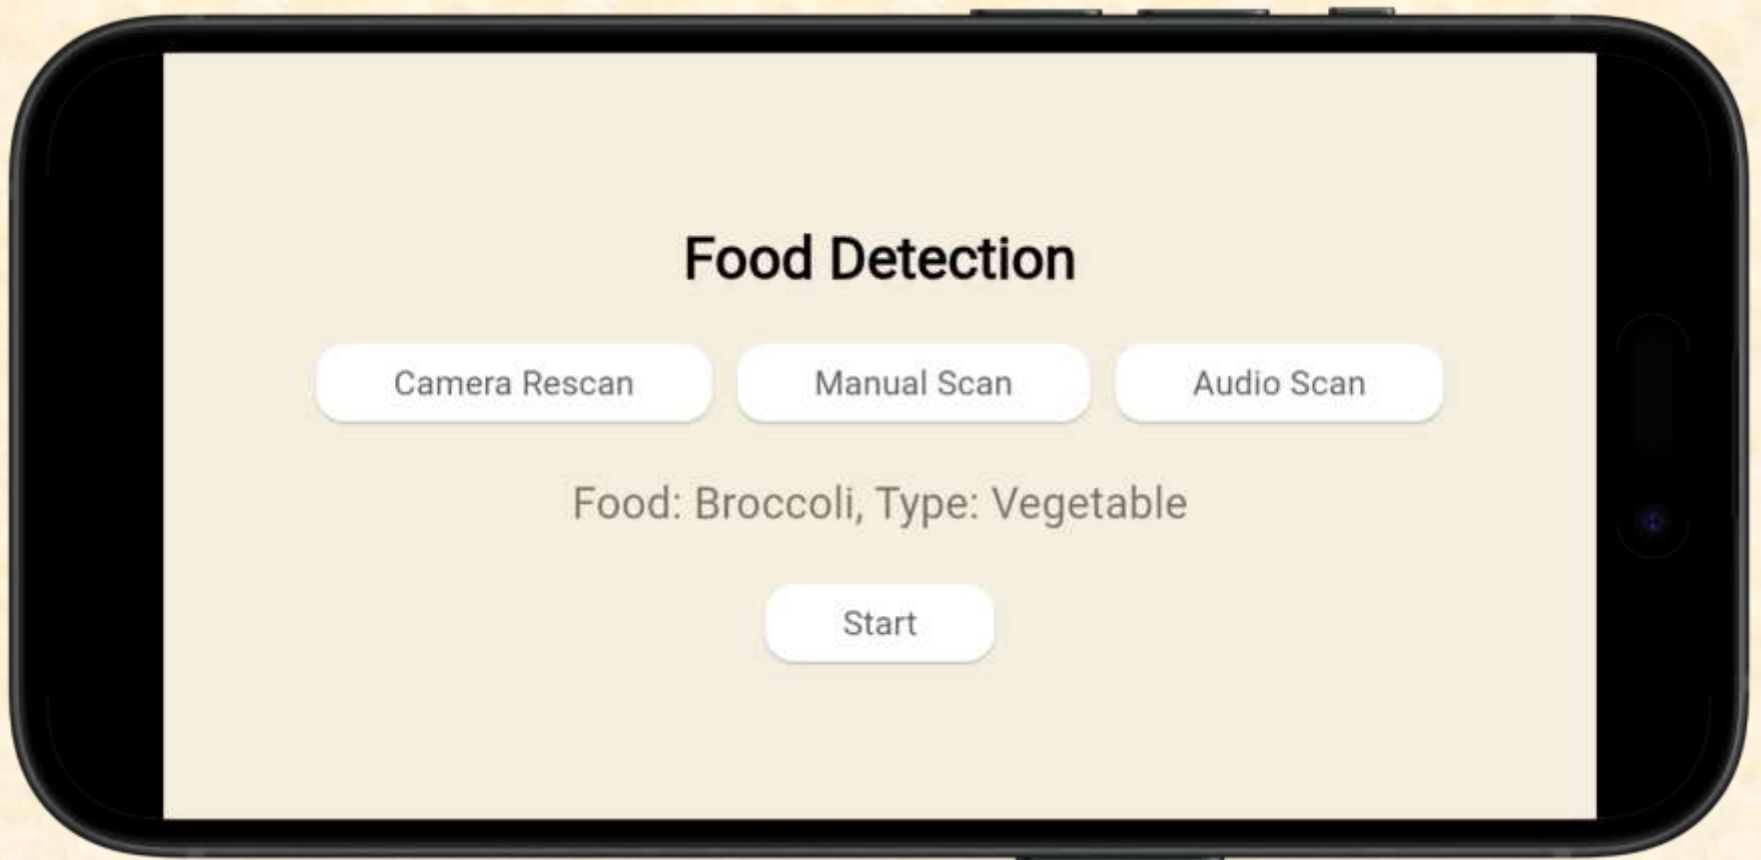 Food Detection
Camera Rescan Manual Scan Audio Scan
Food: Broccoli, Type: Vegetable
Start